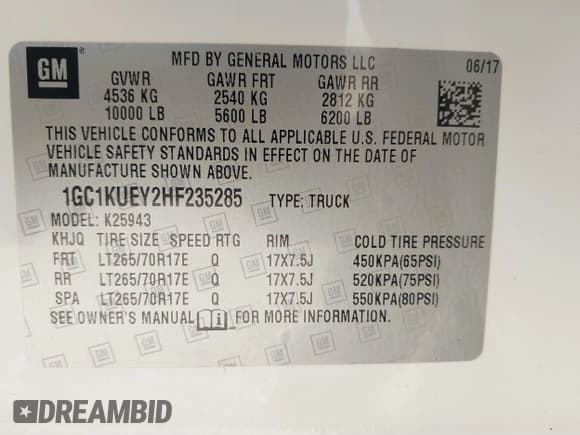 GM
MFD BY GENERAL MOTORS LLC 06/17
GVWR GAWR FRT GAWR RR
4536 KG 2540 KG 2812 KG
10000 LB 5600 LB 6200 LB
THIS VEHICLE CONFORMS TO ALL APPLICABLE U.S. FEDERAL MOTOR
VEHICLE SAFETY STANDARDS IN EFFECT ON THE DATE OF
MANUFACTURE SHOWN ABOVE.
1GC1KUEY2HF235285 TYPE: TRUCK
MODEL: K25943
KHJQ TIRE SIZE SPEED RTG RIM COLD TIRE PRESSURE
FRT LT265/70R17E Q 17X7.5J 450KPA(65PSI)
RR LT265/70R17E Q 17X7.5J 520KPA(75PSI)
SPA LT265/70R17E Q 17X7.5J 550KPA(80PSI)
SEE OWNER'S MANUAL i FOR MORE INFORMATION.
DREAMBID